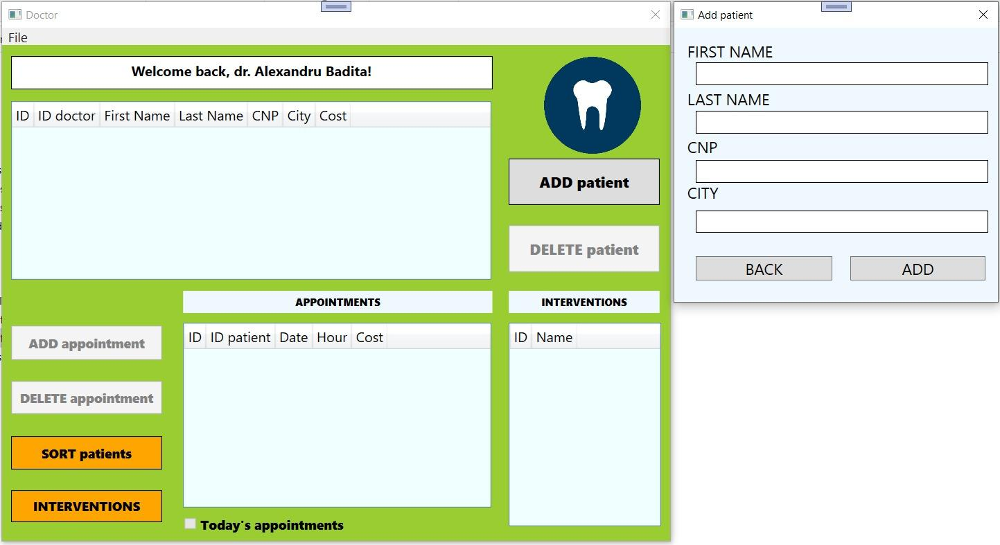 Doctor
File
Welcome back, dr. Alexandru Badita!
ID ID doctor First Name Last Name CNP City Cost
ADD patient
DELETE patient
APPOINTMENTS
INTERVENTIONS
ADD appointment
DELETE appointment
SORT patients
INTERVENTIONS
ID ID patient Date Hour Cost
Today's appointments
ID Name
Add patient
FIRST NAME
LAST NAME
CNP
CITY
BACK
ADD